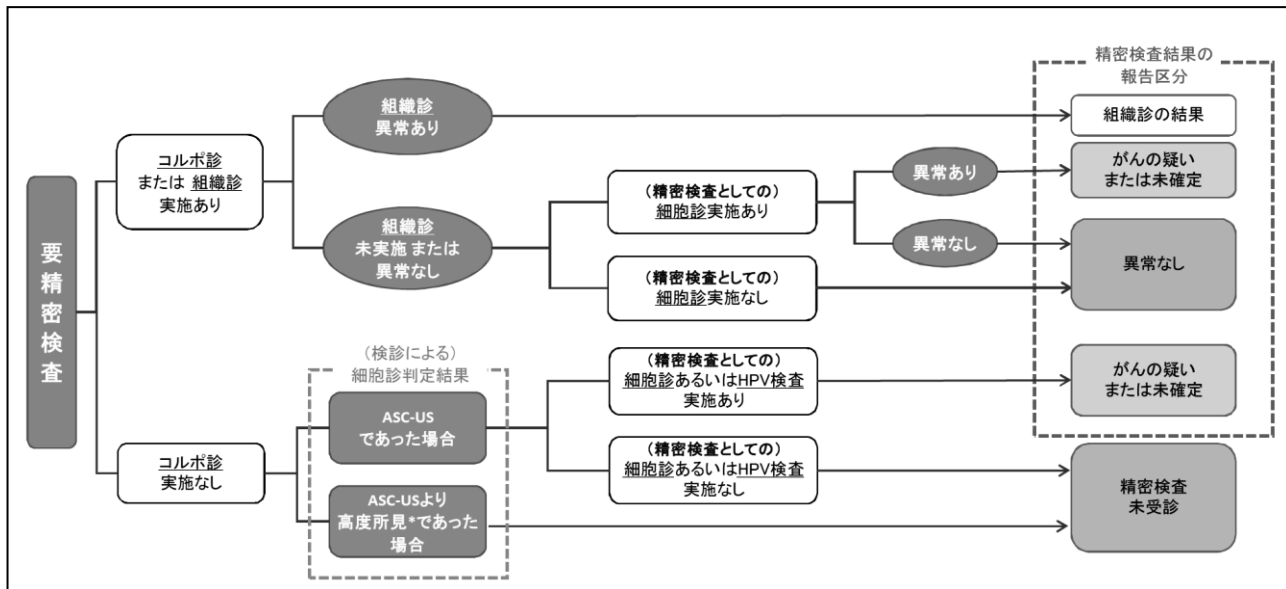 精密検査結果の
報告区分
要精密検査
コルポ診
または 組織診
実施あり
組織診
異常あり
組織診の結果
組織診
未実施 または
異常なし
(精密検査としての)
細胞診実施あり
異常あり
がんの疑い
または未確定
異常なし
異常なし
(精密検査としての)
細胞診実施なし
コルポ診
実施なし
(検診による)
細胞診判定結果
ASC-US
であった場合
(精密検査としての)
細胞診あるいはHPV検査
実施あり
がんの疑い
または未確定
(精密検査としての)
細胞診あるいはHPV検査
実施なし
ASC-USより
高度所見*であった
場合
精密検査
未受診